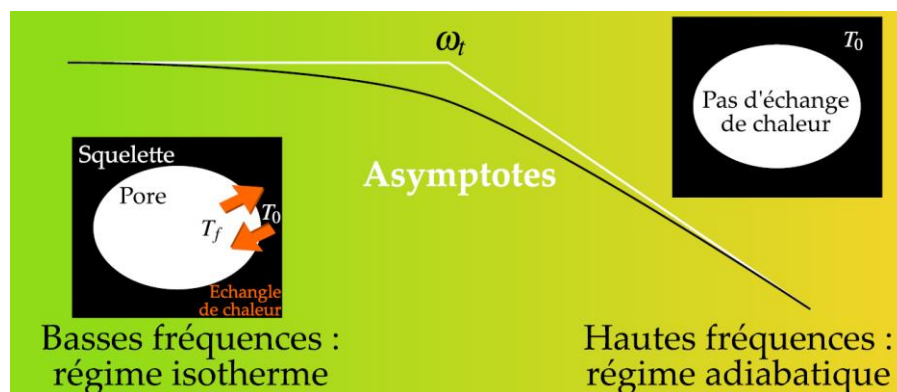 ωt
T0
Pas d'échange
de chaleur
Squelette
Pore
Asymptotes
Tf
T0
Echangle
de chaleur
Basses fréquences :
régime isotherme
Hautes fréquences :
régime adiabatique